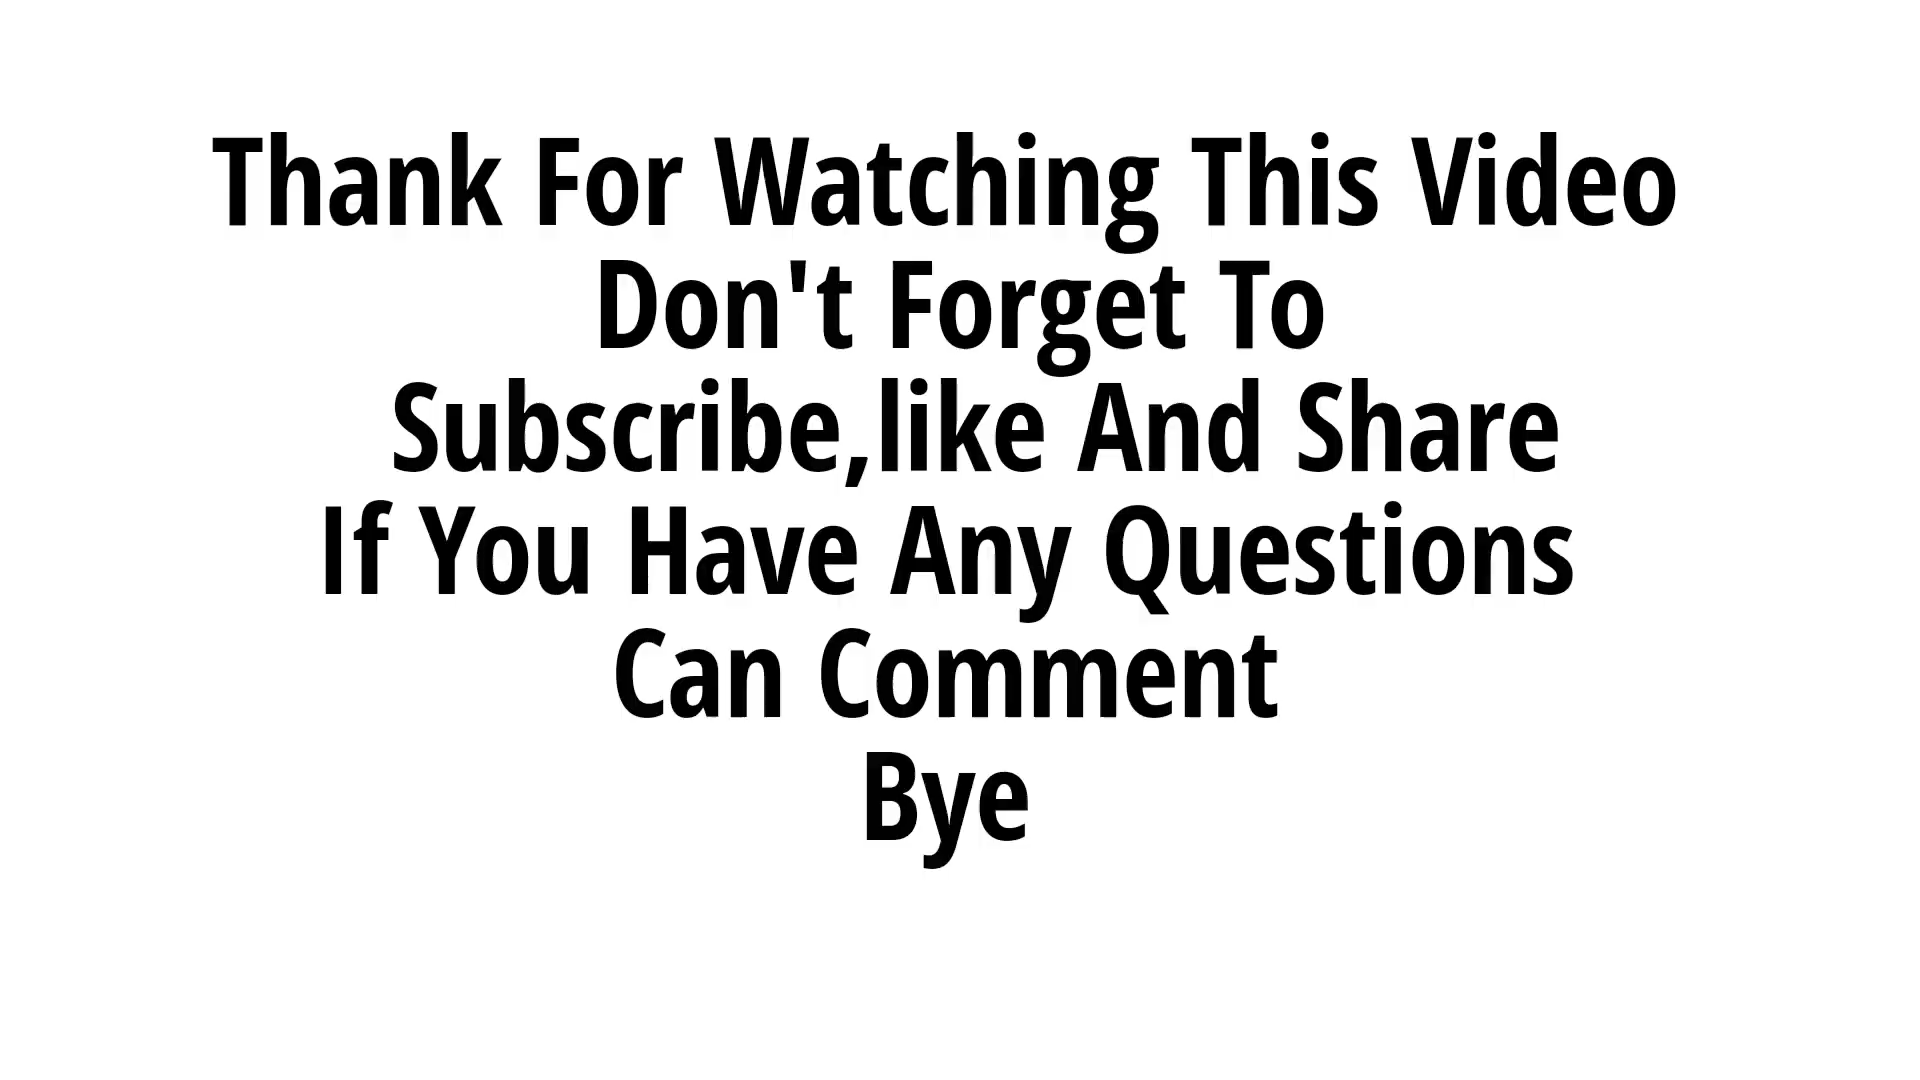 Thank For Watching This Video
Don't Forget To
Subscribe,like And Share
If You Have Any Questions
Can Comment
Bye